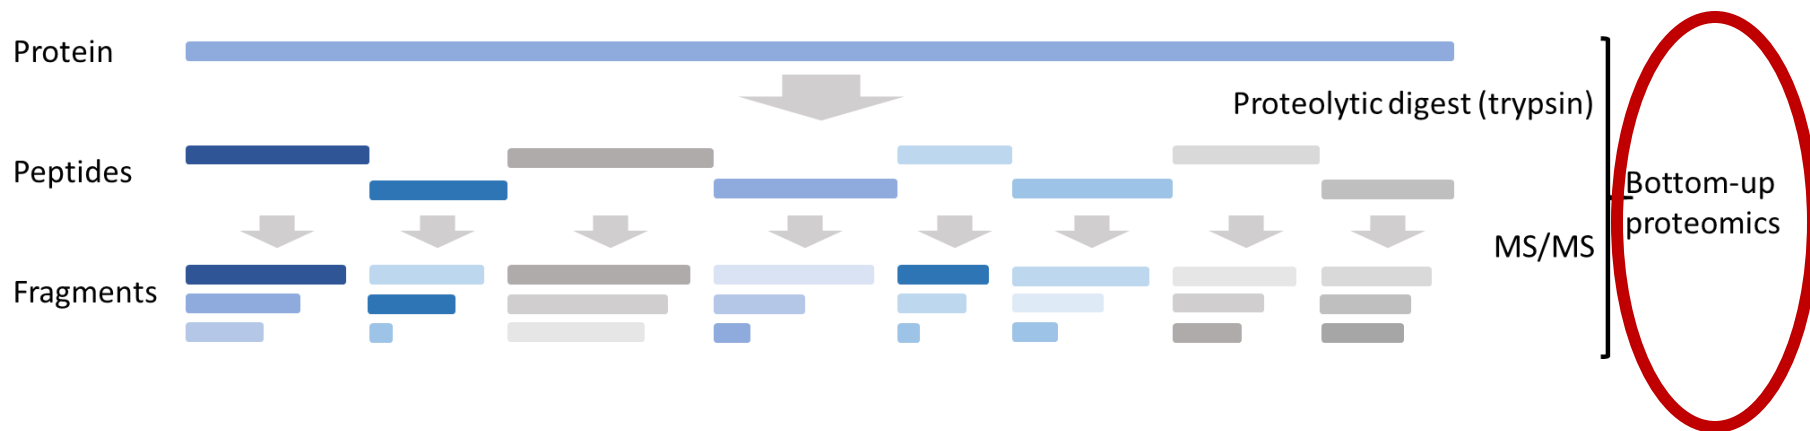 Protein
Proteolytic digest (trypsin)
Peptides
Bottom-up
proteomics
MS/MS
Fragments